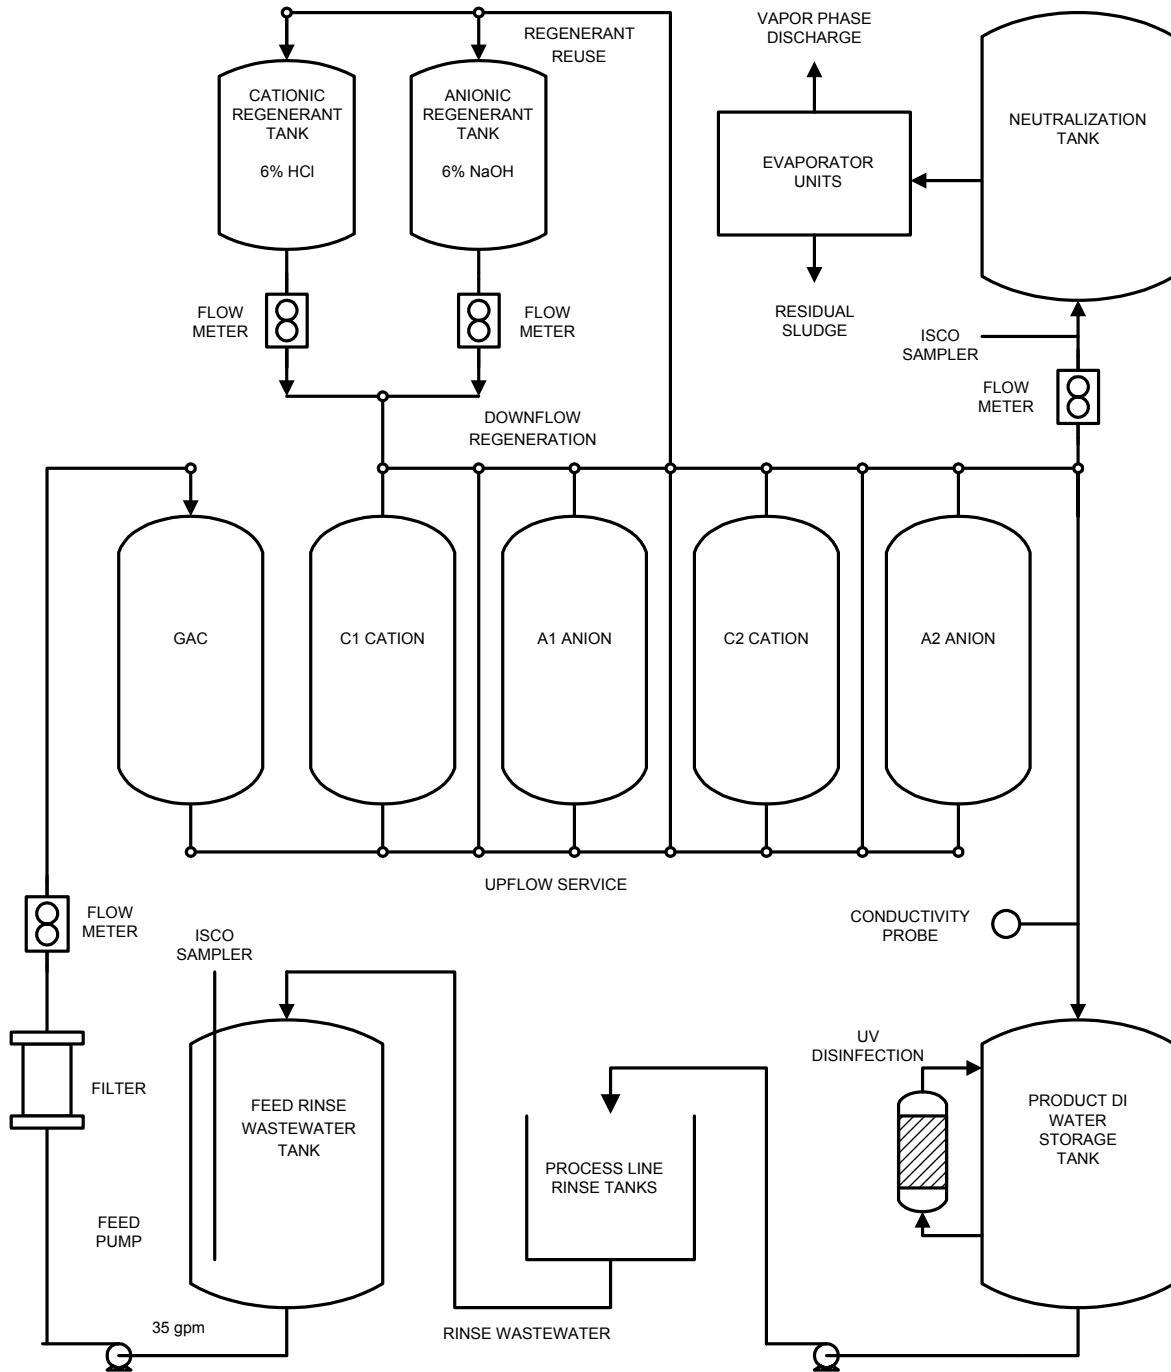 REGENERANT
REUSE
VAPOR PHASE
DISCHARGE
CATIONIC
REGENERANT
TANK
6% HCl
ANIONIC
REGENERANT
TANK
6% NaOH
EVAPORATOR
UNITS
NEUTRALIZATION
TANK
FLOW
METER
FLOW
METER
RESIDUAL
SLUDGE
ISCO
SAMPLER
FLOW
METER
DOWNFLOW
REGENERATION
GAC
C1 CATION
A1 ANION
C2 CATION
A2 ANION
UPFLOW SERVICE
FLOW
METER
ISCO
SAMPLER
CONDUCTIVITY
PROBE
FILTER
FEED RINSE
WASTEWATER
TANK
PROCESS LINE
RINSE TANKS
UV
DISINFECTION
PRODUCT DI
WATER
STORAGE
TANK
FEED
PUMP
35 gpm
RINSE WASTEWATER